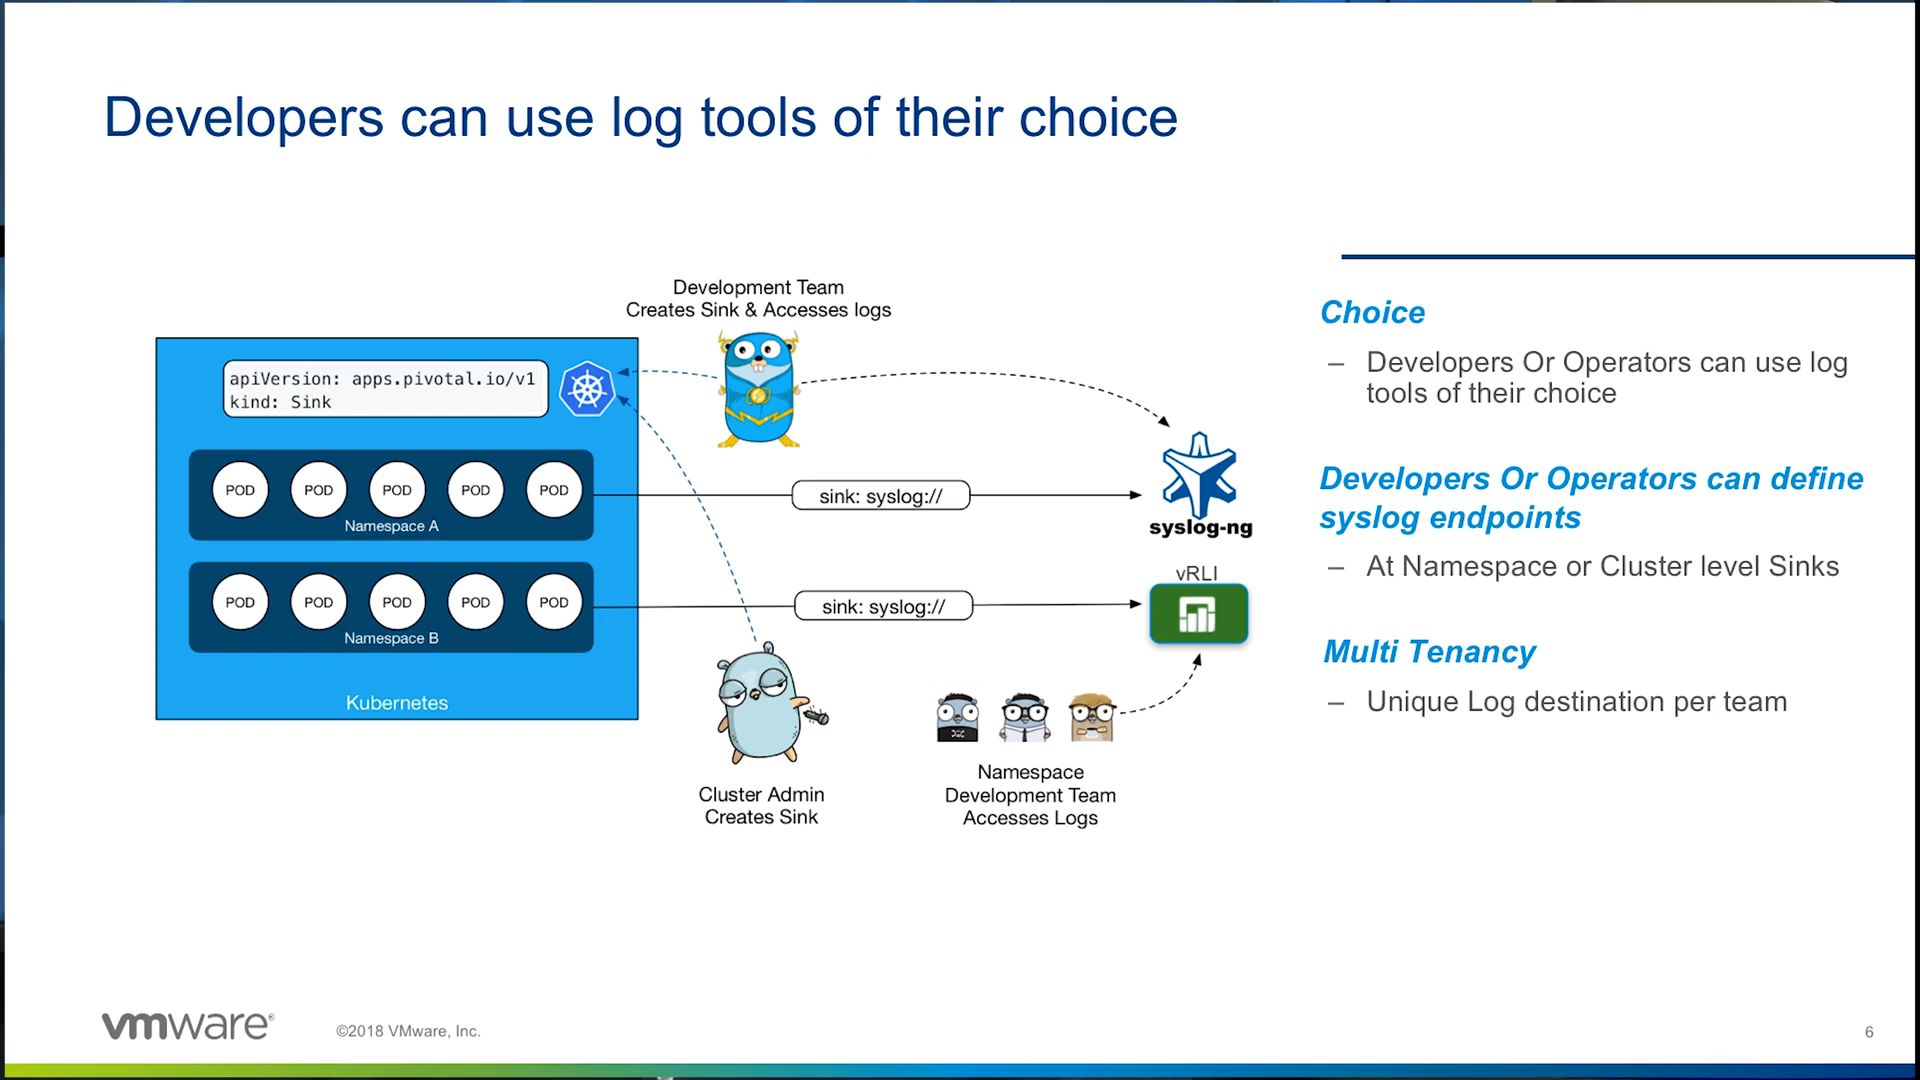 Developers can use log tools of their choice
Development Team
Creates Sink & Accesses logs
apiVersion: apps.pivotal.io/v1
kind: Sink
POD POD POD POD POD
Namespace A
sink: syslog://
syslog-ng
POD POD POD POD POD
Namespace B
sink: syslog://
vRLI
Kubernetes
Cluster Admin
Creates Sink
Namespace
Development Team
Accesses Logs
Choice
– Developers Or Operators can use log
tools of their choice
Developers Or Operators can define
syslog endpoints
– At Namespace or Cluster level Sinks
Multi Tenancy
– Unique Log destination per team
vmware®
©2018 VMware, Inc.
6